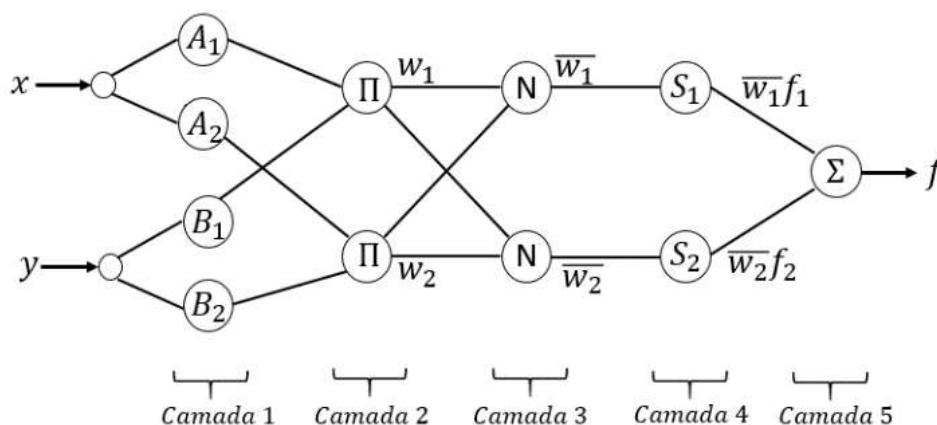 A₁
x
w₁
w̅₁
Π
N
S₁
w̅₁f₁
A₂
Σ
f
B₁
y
Π
N
S₂
w₂
w̅₂
w̅₂f₂
B₂
Camada 1
Camada 2
Camada 3
Camada 4
Camada 5